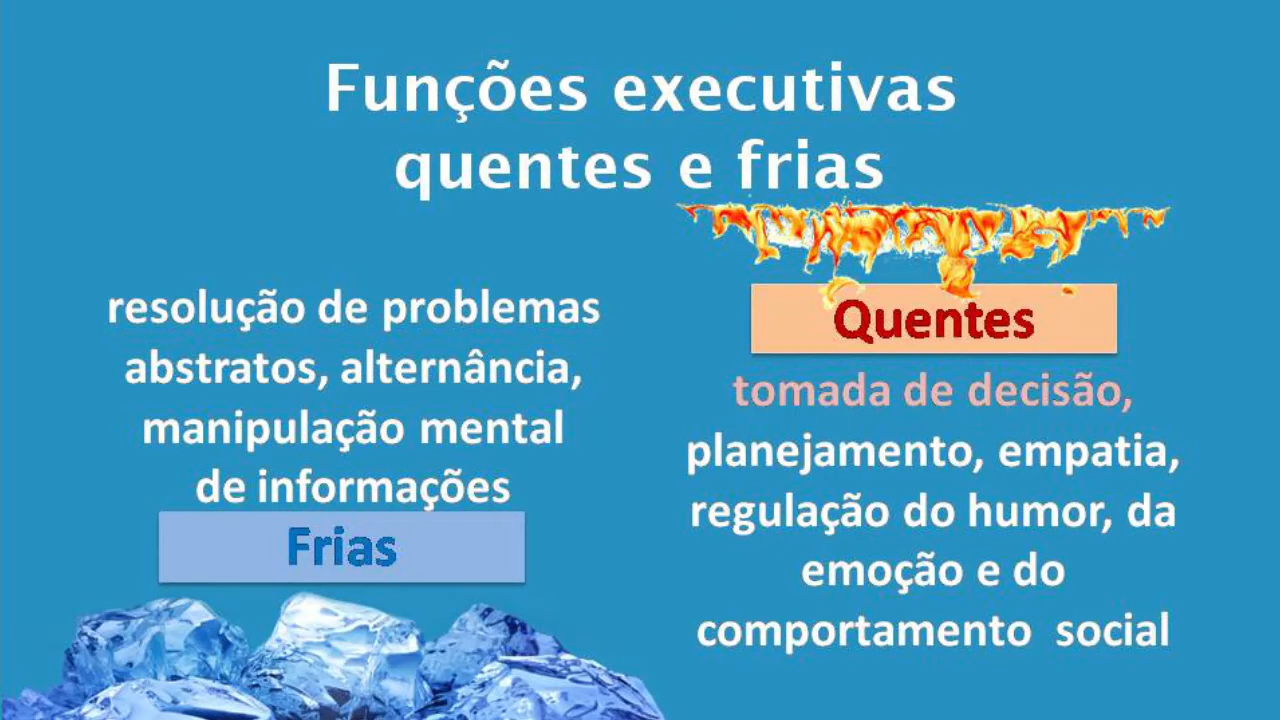 Funções executivas
quentes e frias
resolução de problemas
abstratos, alternância,
manipulação mental
de informações
Frias
Quentes
tomada de decisão,
planejamento, empatia,
regulação do humor, da
emoção e do
comportamento social